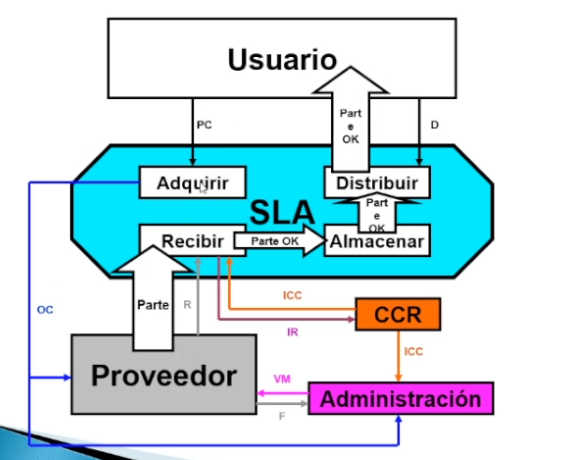 Usuario
Part
e
OK
PC
D
Adquirir
Distribuir
SLA
Part
e
OK
Recibir
Parte OK
Almacenar
Parte
R
ICC
OC
CCR
IR
ICC
Proveedor
VM
Administración
F